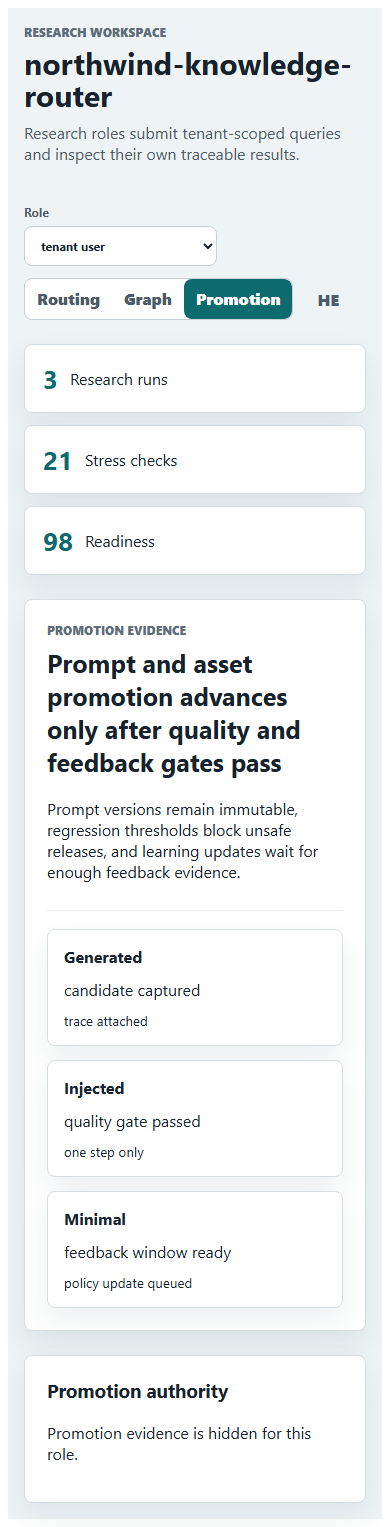 RESEARCH WORKSPACE
northwind-knowledge-
router
Research roles submit tenant-scoped queries
and inspect their own traceable results.
Role
tenant user
Routing Graph Promotion HE
3 Research runs
21 Stress checks
98 Readiness
PROMOTION EVIDENCE
Prompt and asset
promotion advances
only after quality and
feedback gates pass
Prompt versions remain immutable,
regression thresholds block unsafe
releases, and learning updates wait for
enough feedback evidence.
Generated
candidate captured
trace attached
Injected
quality gate passed
one step only
Minimal
feedback window ready
policy update queued
Promotion authority
Promotion evidence is hidden for this
role.